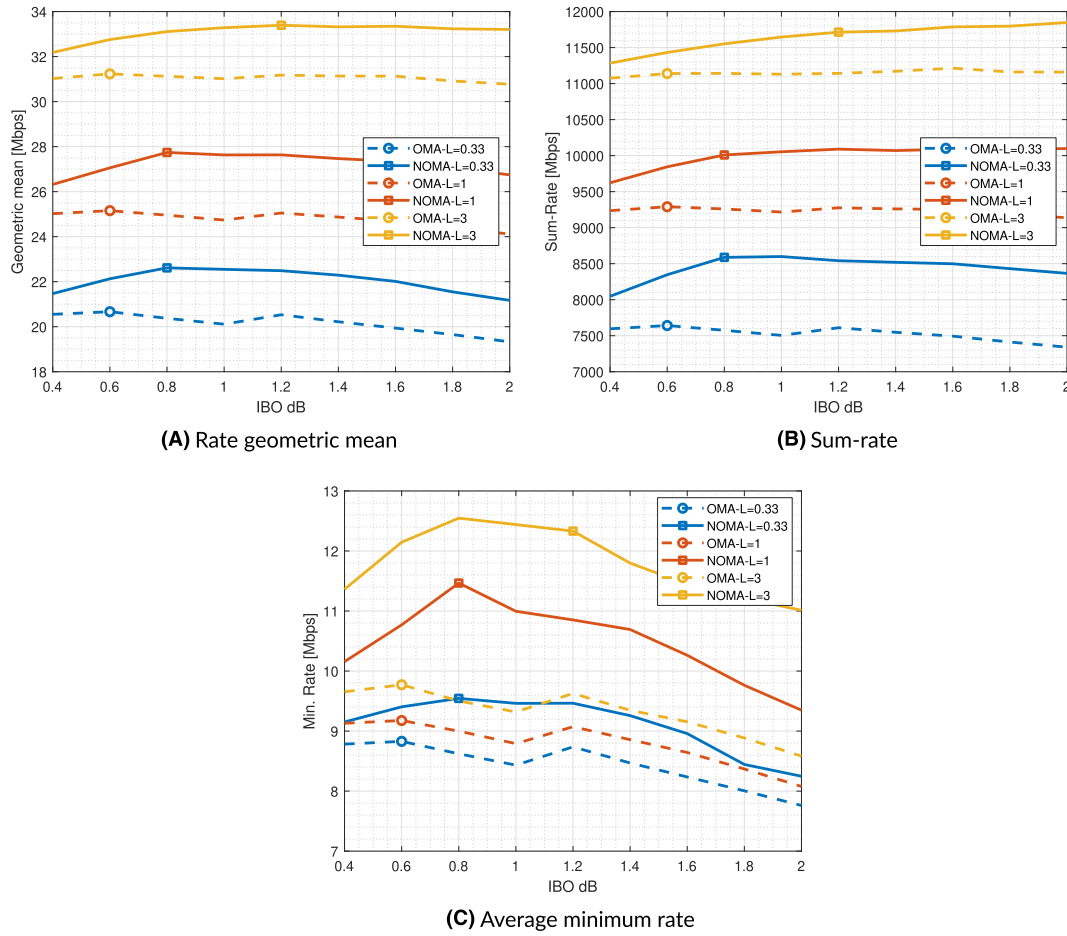 34
32
30
28
26
24
22
20
18
Geometric mean [Mbps]
OMA-L=0.33
NOMA-L=0.33
OMA-L=1
NOMA-L=1
OMA-L=3
NOMA-L=3
0.4 0.6 0.8 1 1.2 1.4 1.6 1.8 2
IBO dB
(A) Rate geometric mean
12000
11500
11000
10500
10000
9500
9000
8500
8000
7500
7000
Sum-Rate [Mbps]
OMA-L=0.33
NOMA-L=0.33
OMA-L=1
NOMA-L=1
OMA-L=3
NOMA-L=3
0.4 0.6 0.8 1 1.2 1.4 1.6 1.8 2
IBO dB
(B) Sum-rate
13
12
11
10
9
8
7
Min. Rate [Mbps]
OMA-L=0.33
NOMA-L=0.33
OMA-L=1
NOMA-L=1
OMA-L=3
NOMA-L=3
0.4 0.6 0.8 1 1.2 1.4 1.6 1.8 2
IBO dB
(C) Average minimum rate